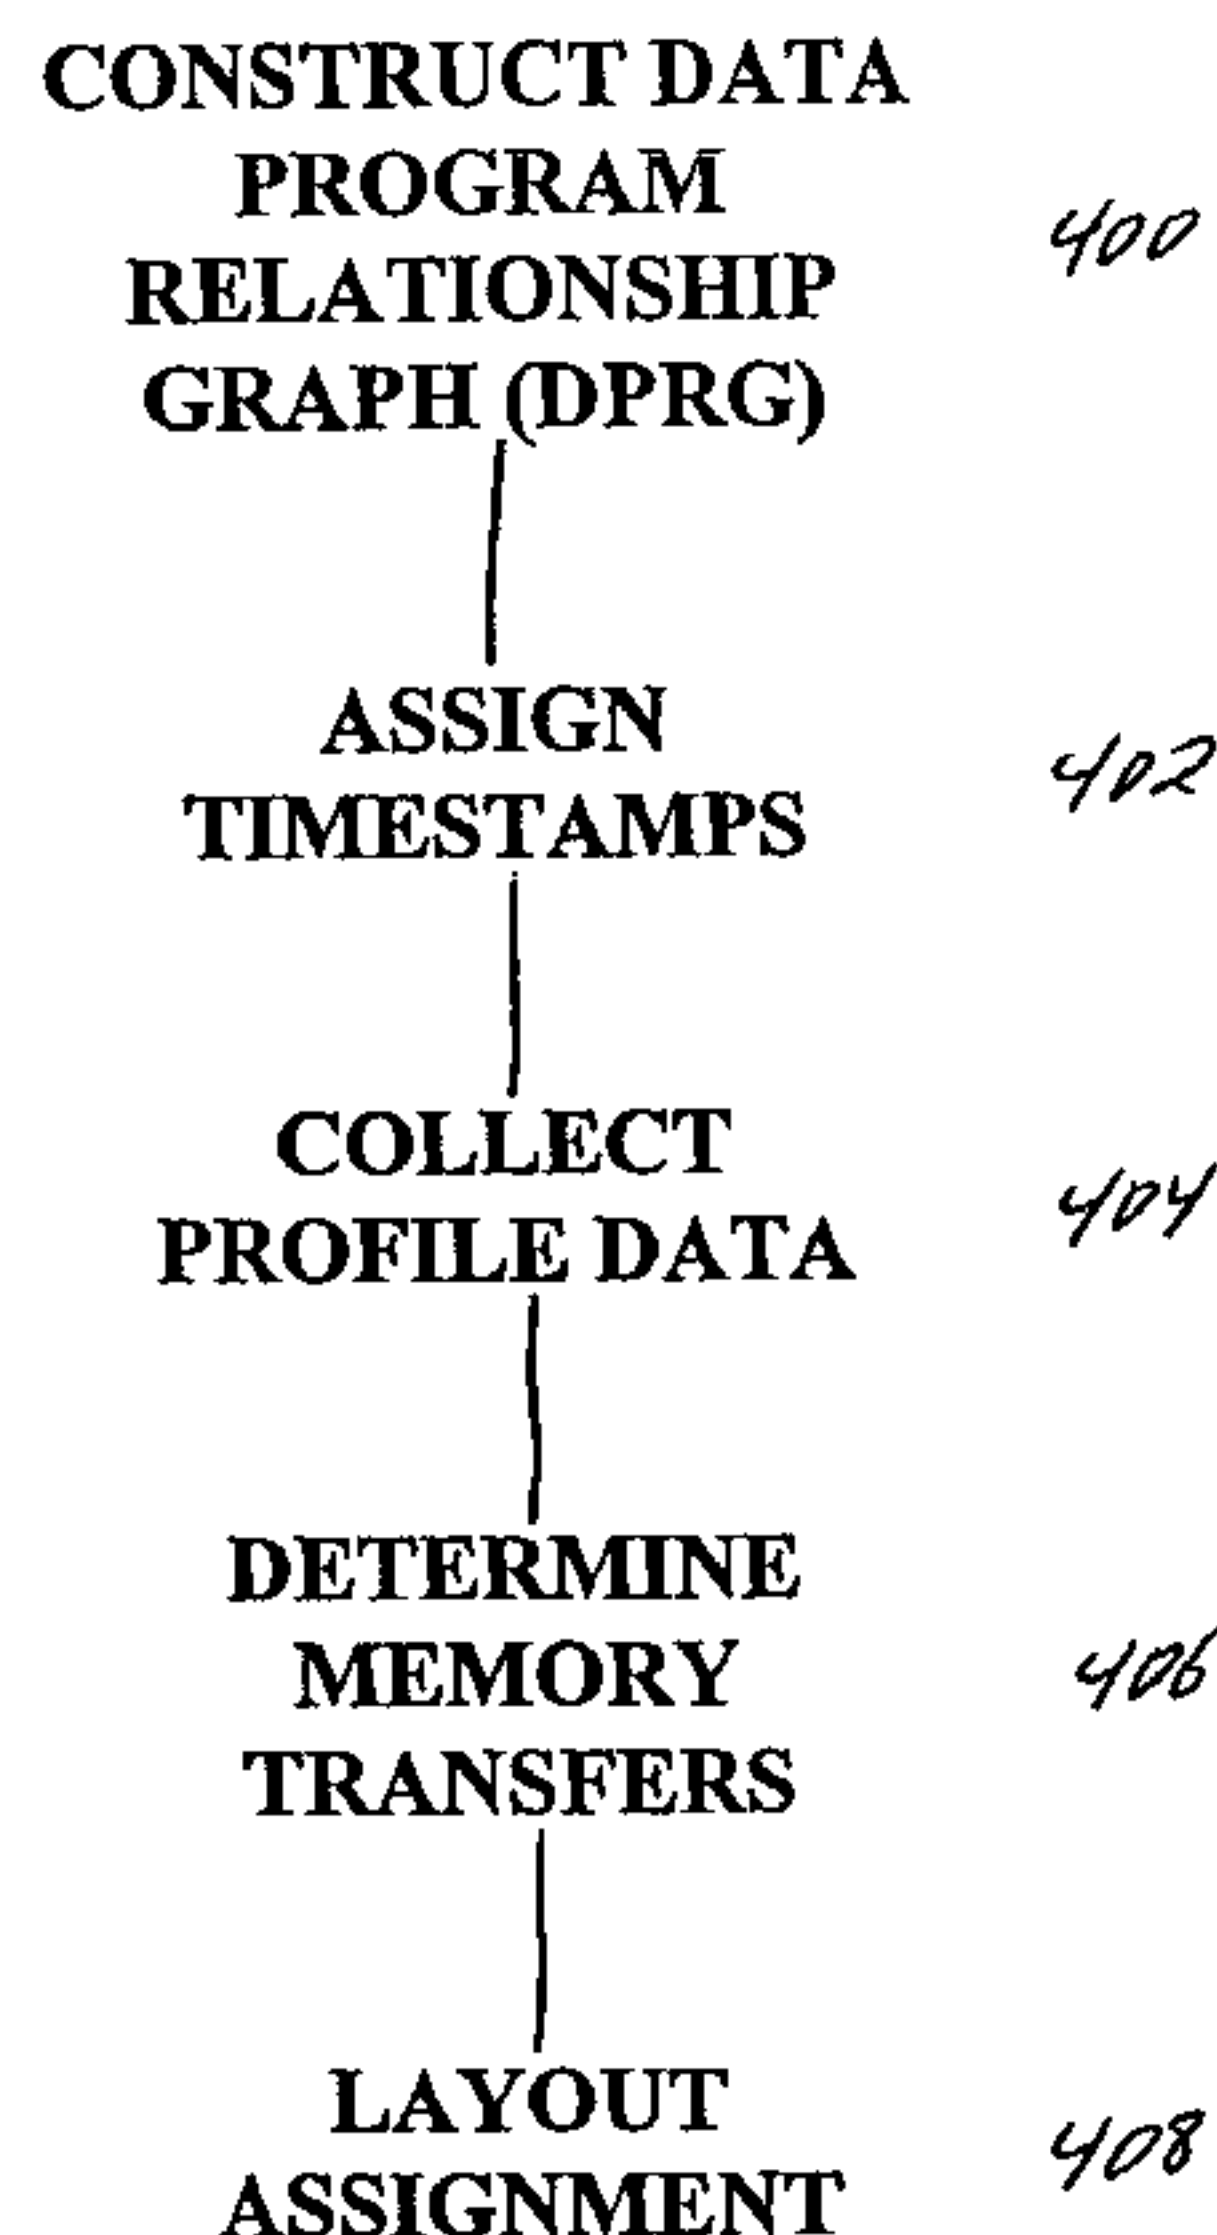 CONSTRUCT DATA
PROGRAM
RELATIONSHIP
GRAPH (DPRG)
400
ASSIGN
TIMESTAMPS
402
COLLECT
PROFILE DATA
404
DETERMINE
MEMORY
TRANSFERS
406
LAYOUT
ASSIGNMENT
408